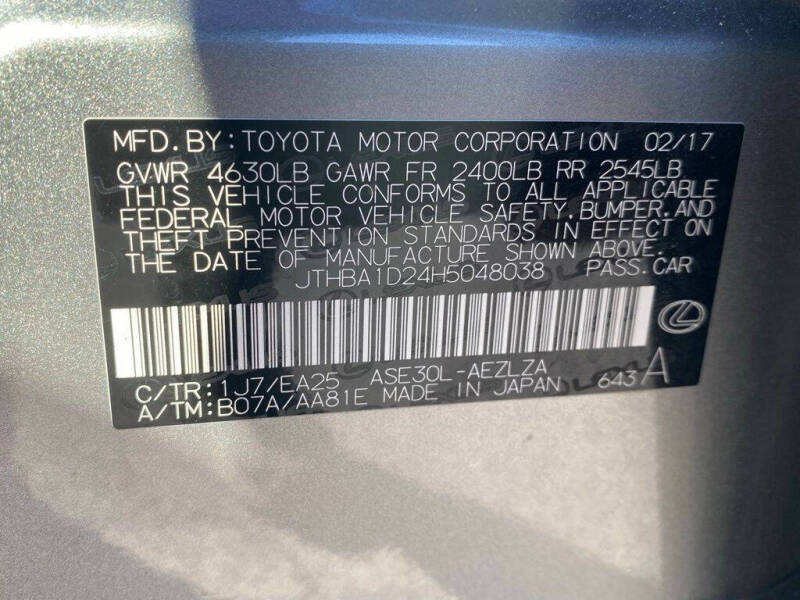 MFD.BY: TOYOTA MOTOR CORPORATION 02/17
GVWR 4630LB GAWR FR 2400LB RR 2545LB
THIS VEHICLE CONFORMS TO ALL APPLICABLE
FEDERAL MOTOR VEHICLE SAFETY, BUMPER, AND
THEFT PREVENTION STANDARDS IN EFFECT ON
THE DATE OF MANUFACTURE SHOWN ABOVE.
JTHBA1D24H5048038 PASS.CAR
C/TR: 1J7/EA25 ASE30L-AEZLZA
A/TM: B07A/AA81E MADE IN JAPAN 643 A